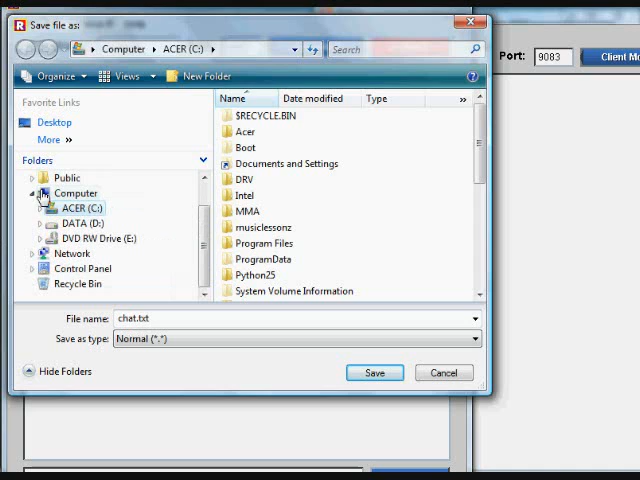 Save file as:
Computer ACER (C:) Search
Port: 9083 Client Mo
Organize Views New Folder
Favorite Links
Desktop
More »
Folders
Public
Computer
ACER (C:)
DATA (D:)
DVD RW Drive (E:)
Network
Control Panel
Recycle Bin
Name Date modified Type »
$RECYCLE.BIN
Acer
Boot
Documents and Settings
DRV
Intel
MMA
musiclessonz
Program Files
ProgramData
Python25
System Volume Information
File name: chat.txt
Save as type: Normal (*.*)
Hide Folders Save Cancel